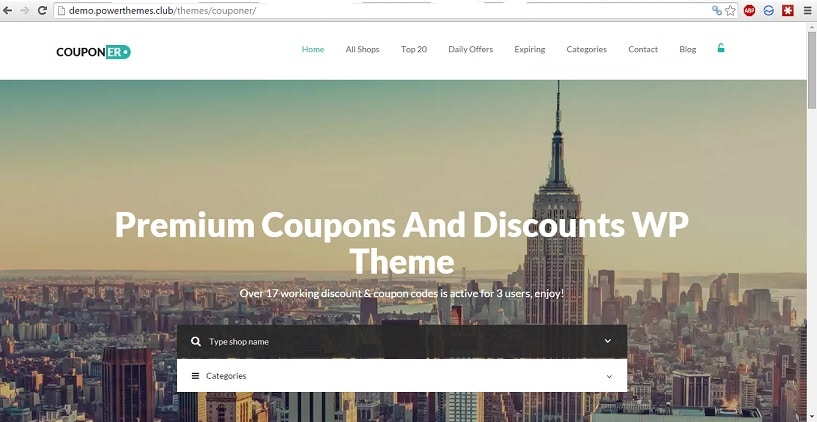 demo.powerthemes.club/themes/couponer/
ABP
COUPONER
Home All Shops Top 20 Daily Offers Expiring Categories Contact Blog
Premium Coupons And Discounts WP
Theme
Over 17 working discount & coupon codes is active for 3 users, enjoy!
Type shop name
Categories